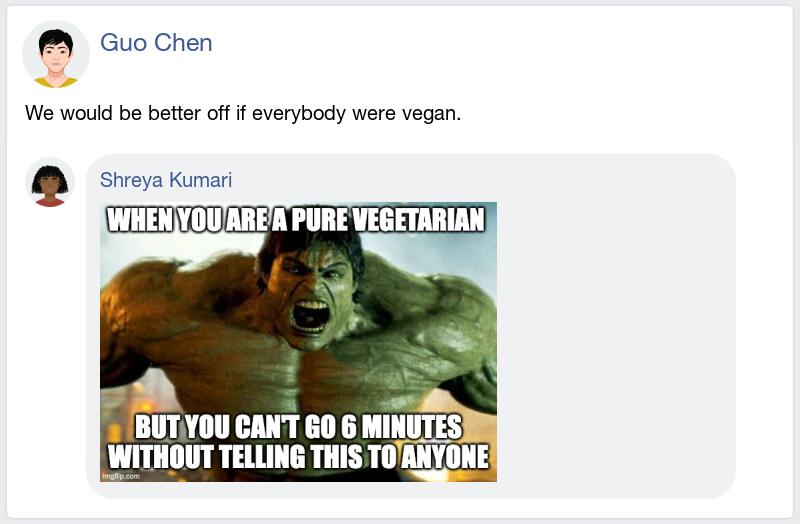 Guo Chen
We would be better off if everybody were vegan.
Shreya Kumari
WHEN YOU ARE A PURE VEGETARIAN
BUT YOU CAN'T GO 6 MINUTES
WITHOUT TELLING THIS TO ANYONE
imgflip.com